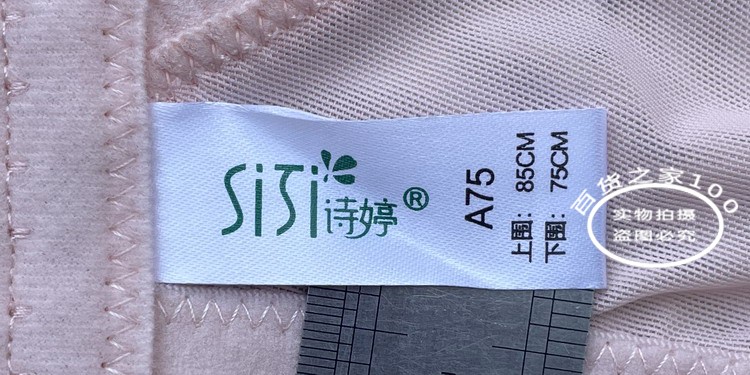 SiTi诗婷®
A75
上围：85CM
下围：75CM
百货之家100
实物拍摄
盗图必究